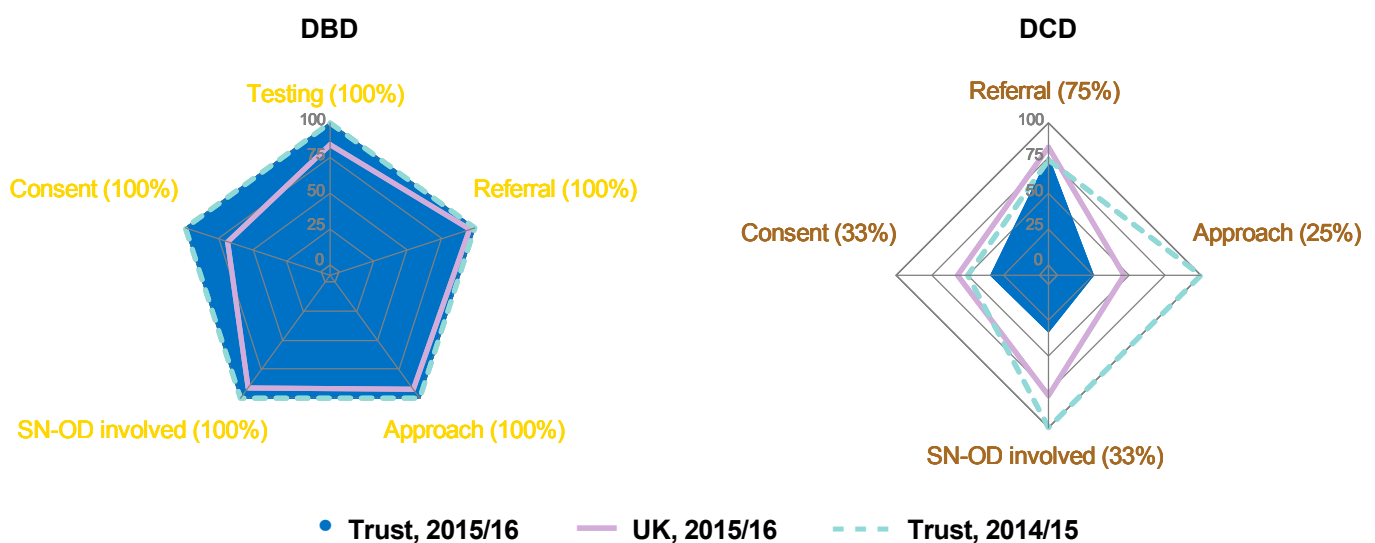 DBD
DCD
Testing (100%)
100
75
50
25
0
Consent (100%)
Referral (100%)
SN-OD involved (100%)
Approach (100%)
Referral (75%)
100
75
50
25
0
Consent (33%)
Approach (25%)
SN-OD involved (33%)
Trust, 2015/16
UK, 2015/16
Trust, 2014/15